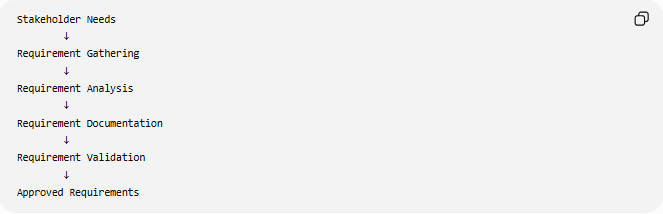 Stakeholder Needs
↓
Requirement Gathering
↓
Requirement Analysis
↓
Requirement Documentation
↓
Requirement Validation
↓
Approved Requirements